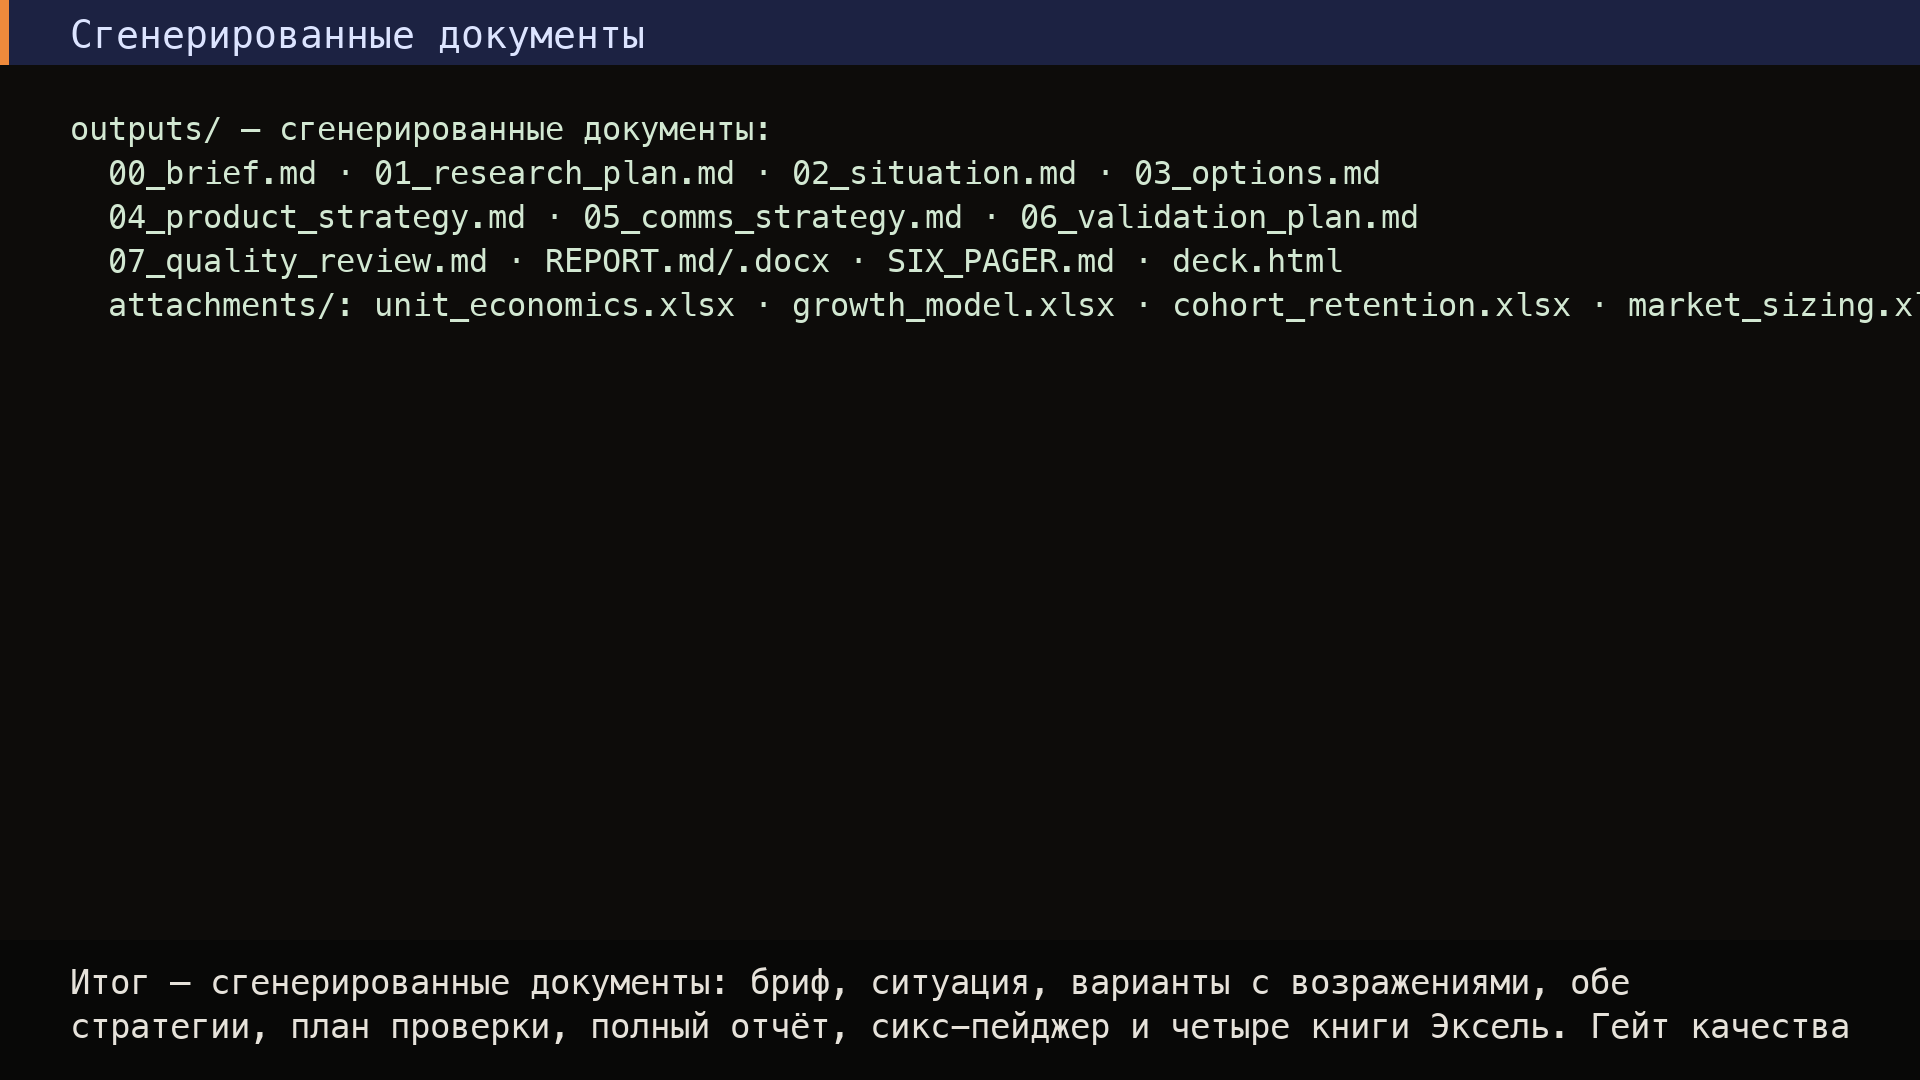 Сгенерированные документы
outputs/ — сгенерированные документы:
00_brief.md · 01_research_plan.md · 02_situation.md · 03_options.md
04_product_strategy.md · 05_comms_strategy.md · 06_validation_plan.md
07_quality_review.md · REPORT.md/.docx · SIX_PAGER.md · deck.html
attachments/: unit_economics.xlsx · growth_model.xlsx · cohort_retention.xlsx · market_sizing.xl
Итог — сгенерированные документы: бриф, ситуация, варианты с возражениями, обе
стратегии, план проверки, полный отчёт, сикс-пейджер и четыре книги Эксель. Гейт качества